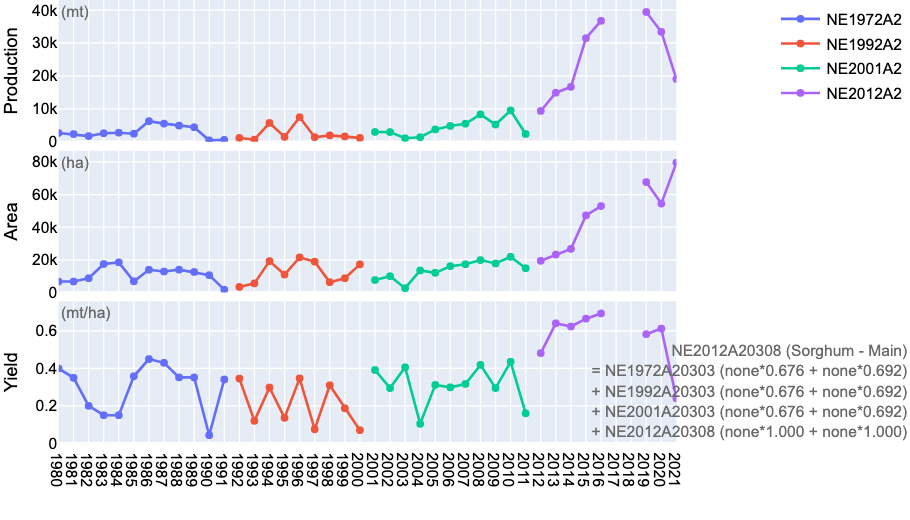 Production
40k
30k
20k
10k
0
(mt)
NE1972A2
NE1992A2
NE2001A2
NE2012A2
Area
80k
60k
40k
20k
0
(ha)
Yield
0.6
0.4
0.2
0
(mt/ha)
NE2012A20308 (Sorghum - Main)
= NE1972A20303 (none*0.676 + none*0.692)
+ NE1992A20303 (none*0.676 + none*0.692)
+ NE2001A20303 (none*0.676 + none*0.692)
+ NE2012A20308 (none*1.000 + none*1.000)
1980
1981
1982
1983
1984
1985
1986
1987
1988
1989
1990
1991
1992
1993
1994
1995
1996
1997
1998
1999
2000
2001
2002
2003
2004
2005
2006
2007
2008
2009
2010
2011
2012
2013
2014
2015
2016
2017
2018
2019
2020
2021